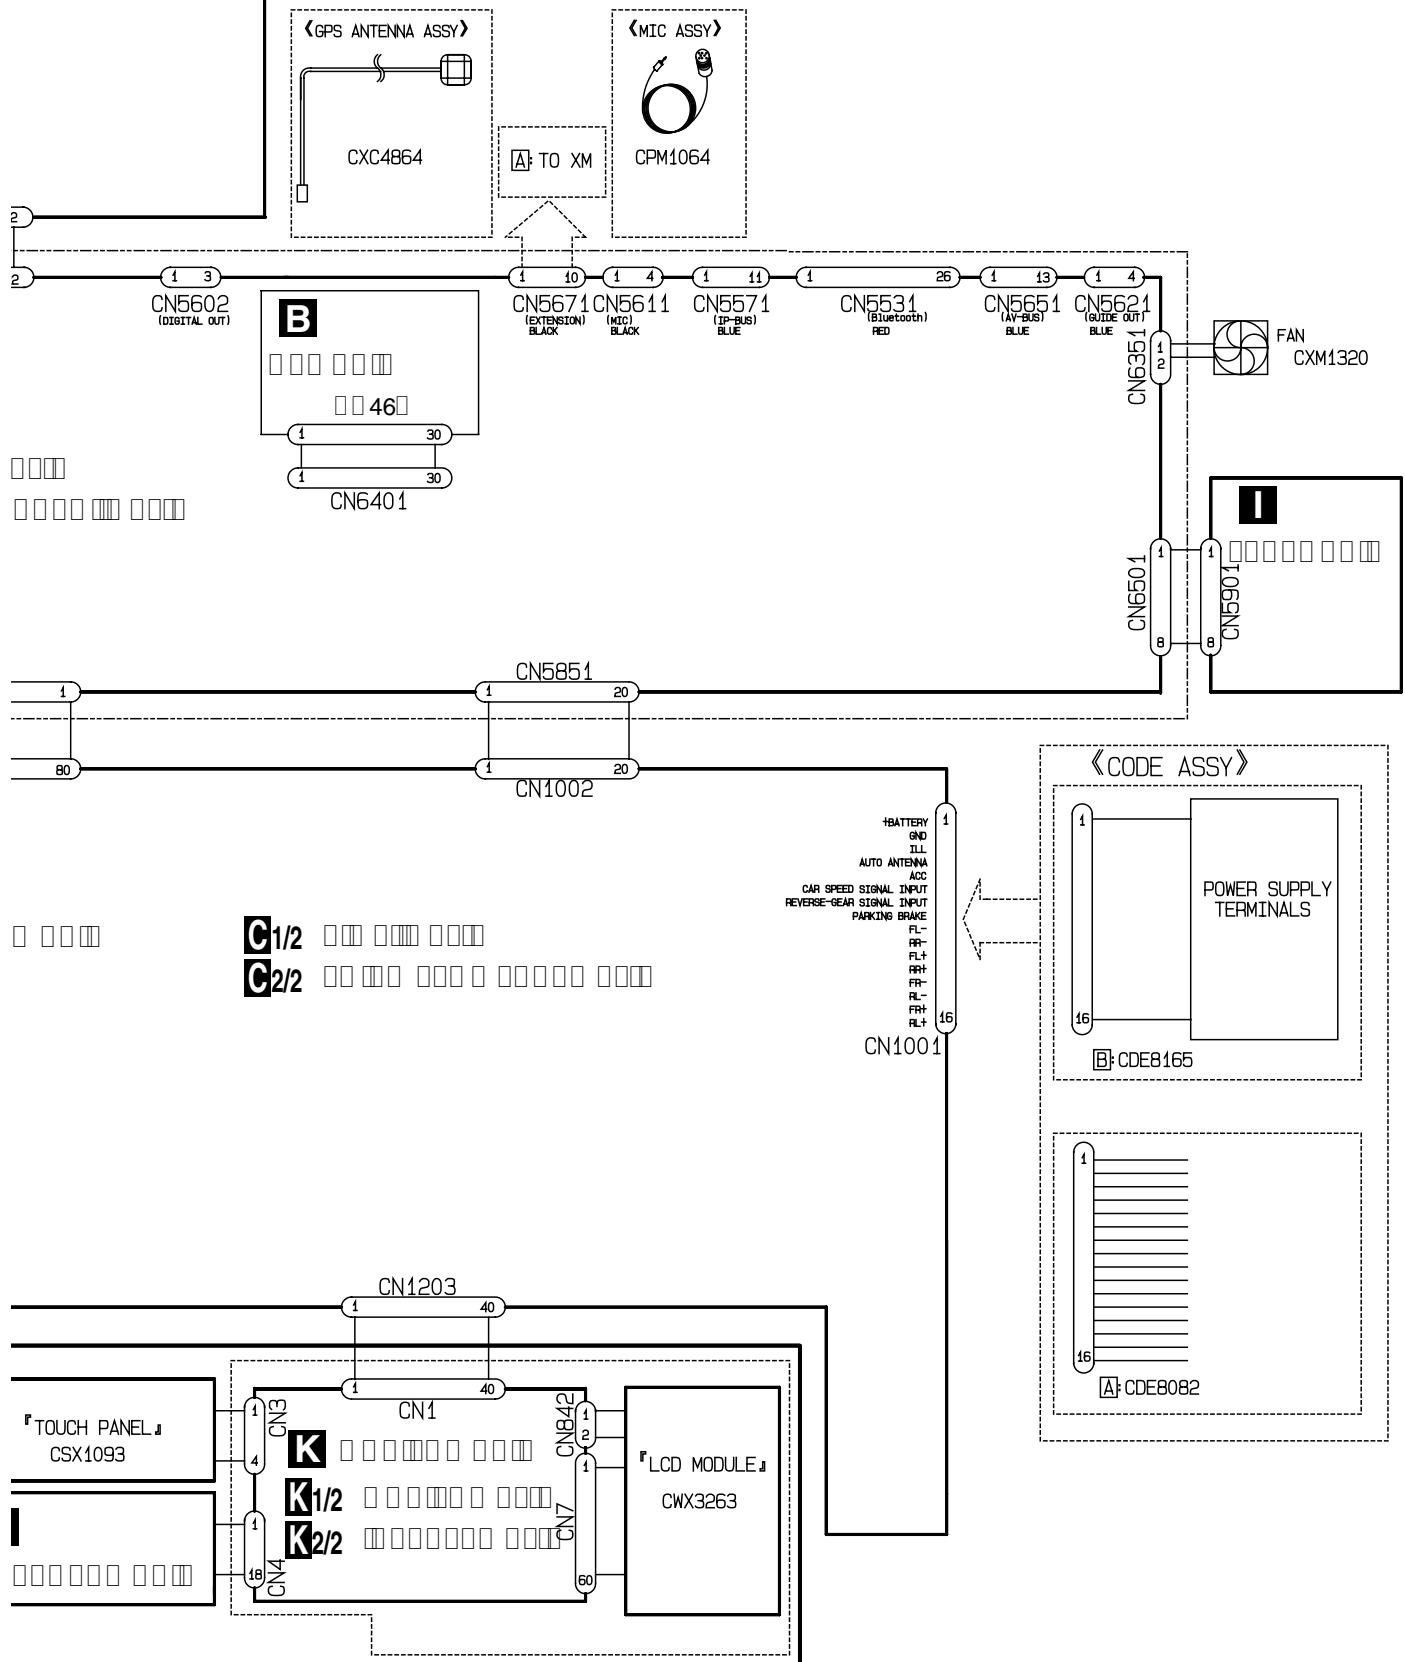 《GPS ANTENNA ASSY》
CXC4864
A: TO XM
《MIC ASSY》
CPM1064
2
2
1 3
CN5602
(DIGITAL OUT)
1 10
CN5671
(EXTENSION)
BLACK
1 4
CN5611
(MIC)
BLACK
1 11
CN5571
(IP-BUS)
BLUE
1 26
CN5531
(Bluetooth)
RED
1 13
CN5651
(AV-BUS)
BLUE
1 4
CN5621
(GUIDE OUT)
BLUE
CN6351
1
2
FAN
CXM1320
B
46
1 30
1 30
CN6401
I
CN6501
1
8
1
8
CN5901
1
CN5851
1 20
80
1 20
CN1002
+BATTERY
GND
ILL
AUTO ANTENNA
ACC
CAR SPEED SIGNAL INPUT
REVERSE-GEAR SIGNAL INPUT
PARKING BRAKE
FL-
RR-
FL+
RR+
FR-
RL-
FR+
RL+
1
16
CN1001
《CODE ASSY》
1
16
POWER SUPPLY
TERMINALS
B: CDE8165
1
16
A: CDE8082
C 1/2
C 2/2
CN1203
1 40
1 40
CN1
『TOUCH PANEL』
CSX1093
1
4
CN3
1
18
CN4
K
K 1/2
K 2/2
CN842
1
2
1
60
CN7
『LCD MODULE』
CWX3263